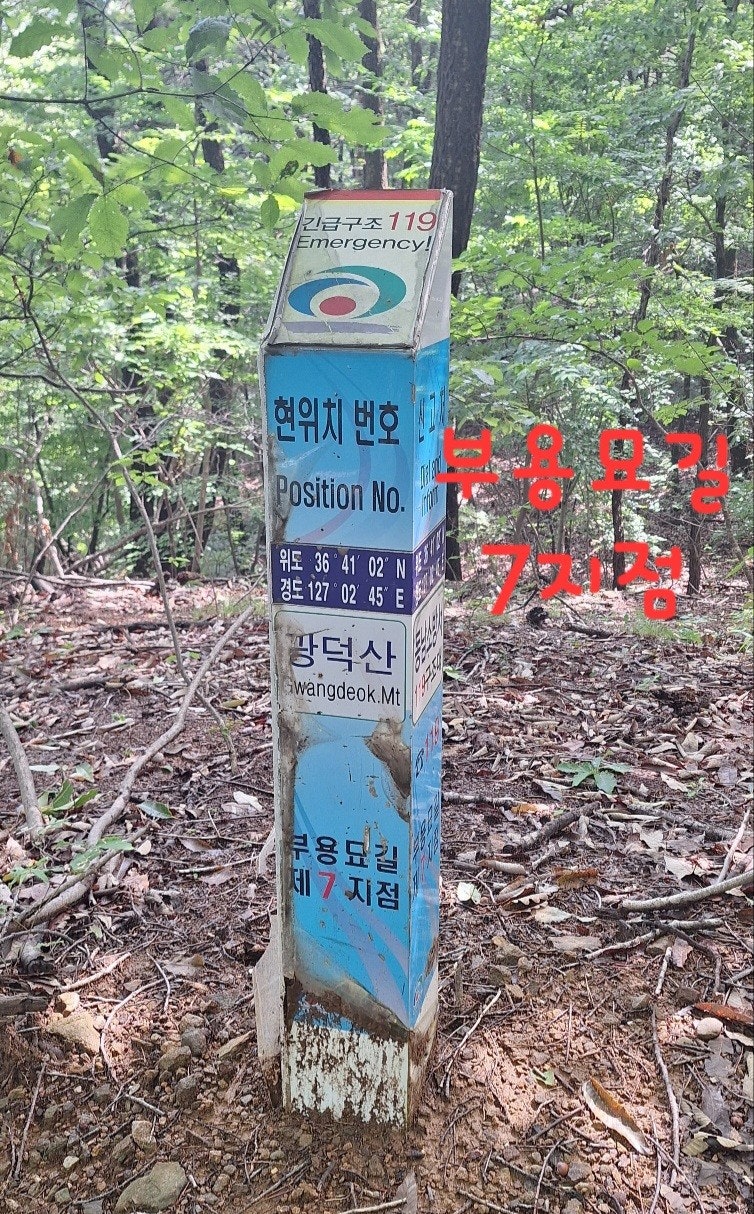 긴급구조 119
Emergency!
현위치 번호
Position No.
위도 36° 41' 02" N
경도 127° 02' 45" E
광덕산
wangdeok.Mt
부용묘길
제 7 지점
부용묘길
7지점